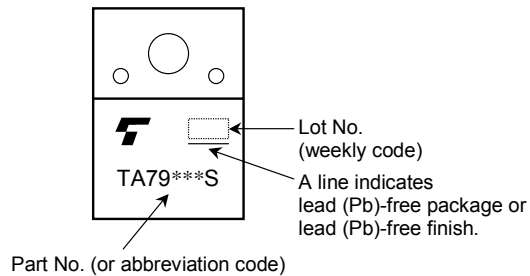 Lot No.
(weekly code)
TA79***S
A line indicates
lead (Pb)-free package or
lead (Pb)-free finish.
Part No. (or abbreviation code)